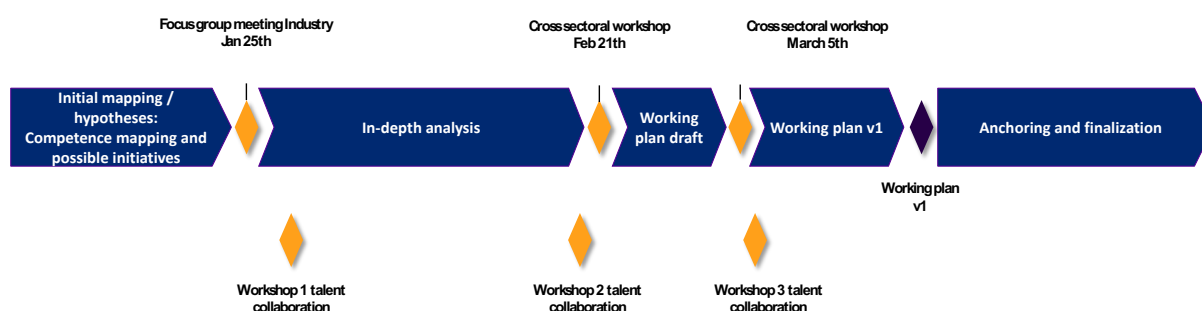 Focus group meeting Industry
Jan 25th
Cross sectoral workshop
Feb 21th
Cross sectoral workshop
March 5th
Initial mapping /
hypotheses:
Competence mapping and
possible initiatives
In-depth analysis
Working
plan draft
Working plan v1
Anchoring and finalization
Working plan
v1
Workshop 1 talent
collaboration
Workshop 2 talent
collaboration
Workshop 3 talent
collaboration